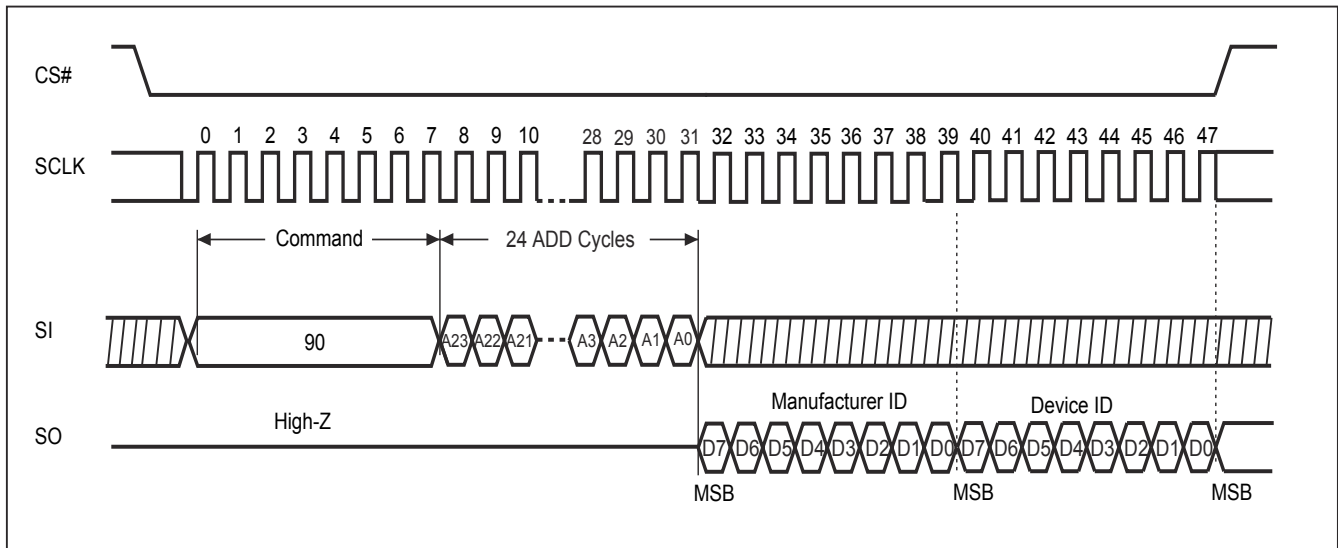 CS#
0 1 2 3 4 5 6 7 8 9 10 28 29 30 31 32 33 34 35 36 37 38 39 40 41 42 43 44 45 46 47
SCLK
Command 24 ADD Cycles
SI 90 A23 A22 A21 A3 A2 A1 A0
Manufacturer ID Device ID
High-Z
SO D7 D6 D5 D4 D3 D2 D1 D0 D7 D6 D5 D4 D3 D2 D1 D0
MSB MSB MSB